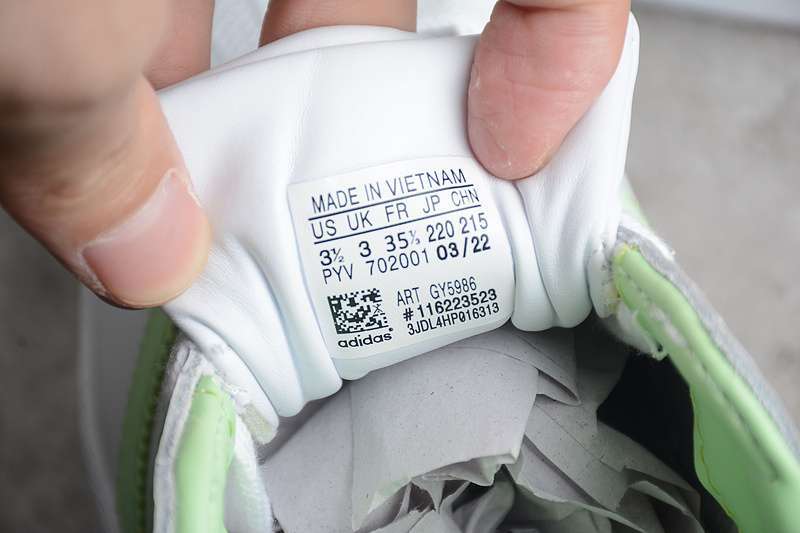 MADE IN VIETNAM
US UK FR JP CHN
3½ 3 35⅓ 220 215
PYV 702001 03/22
ART GY5986
#116223523
3JDL4HP016313
adidas